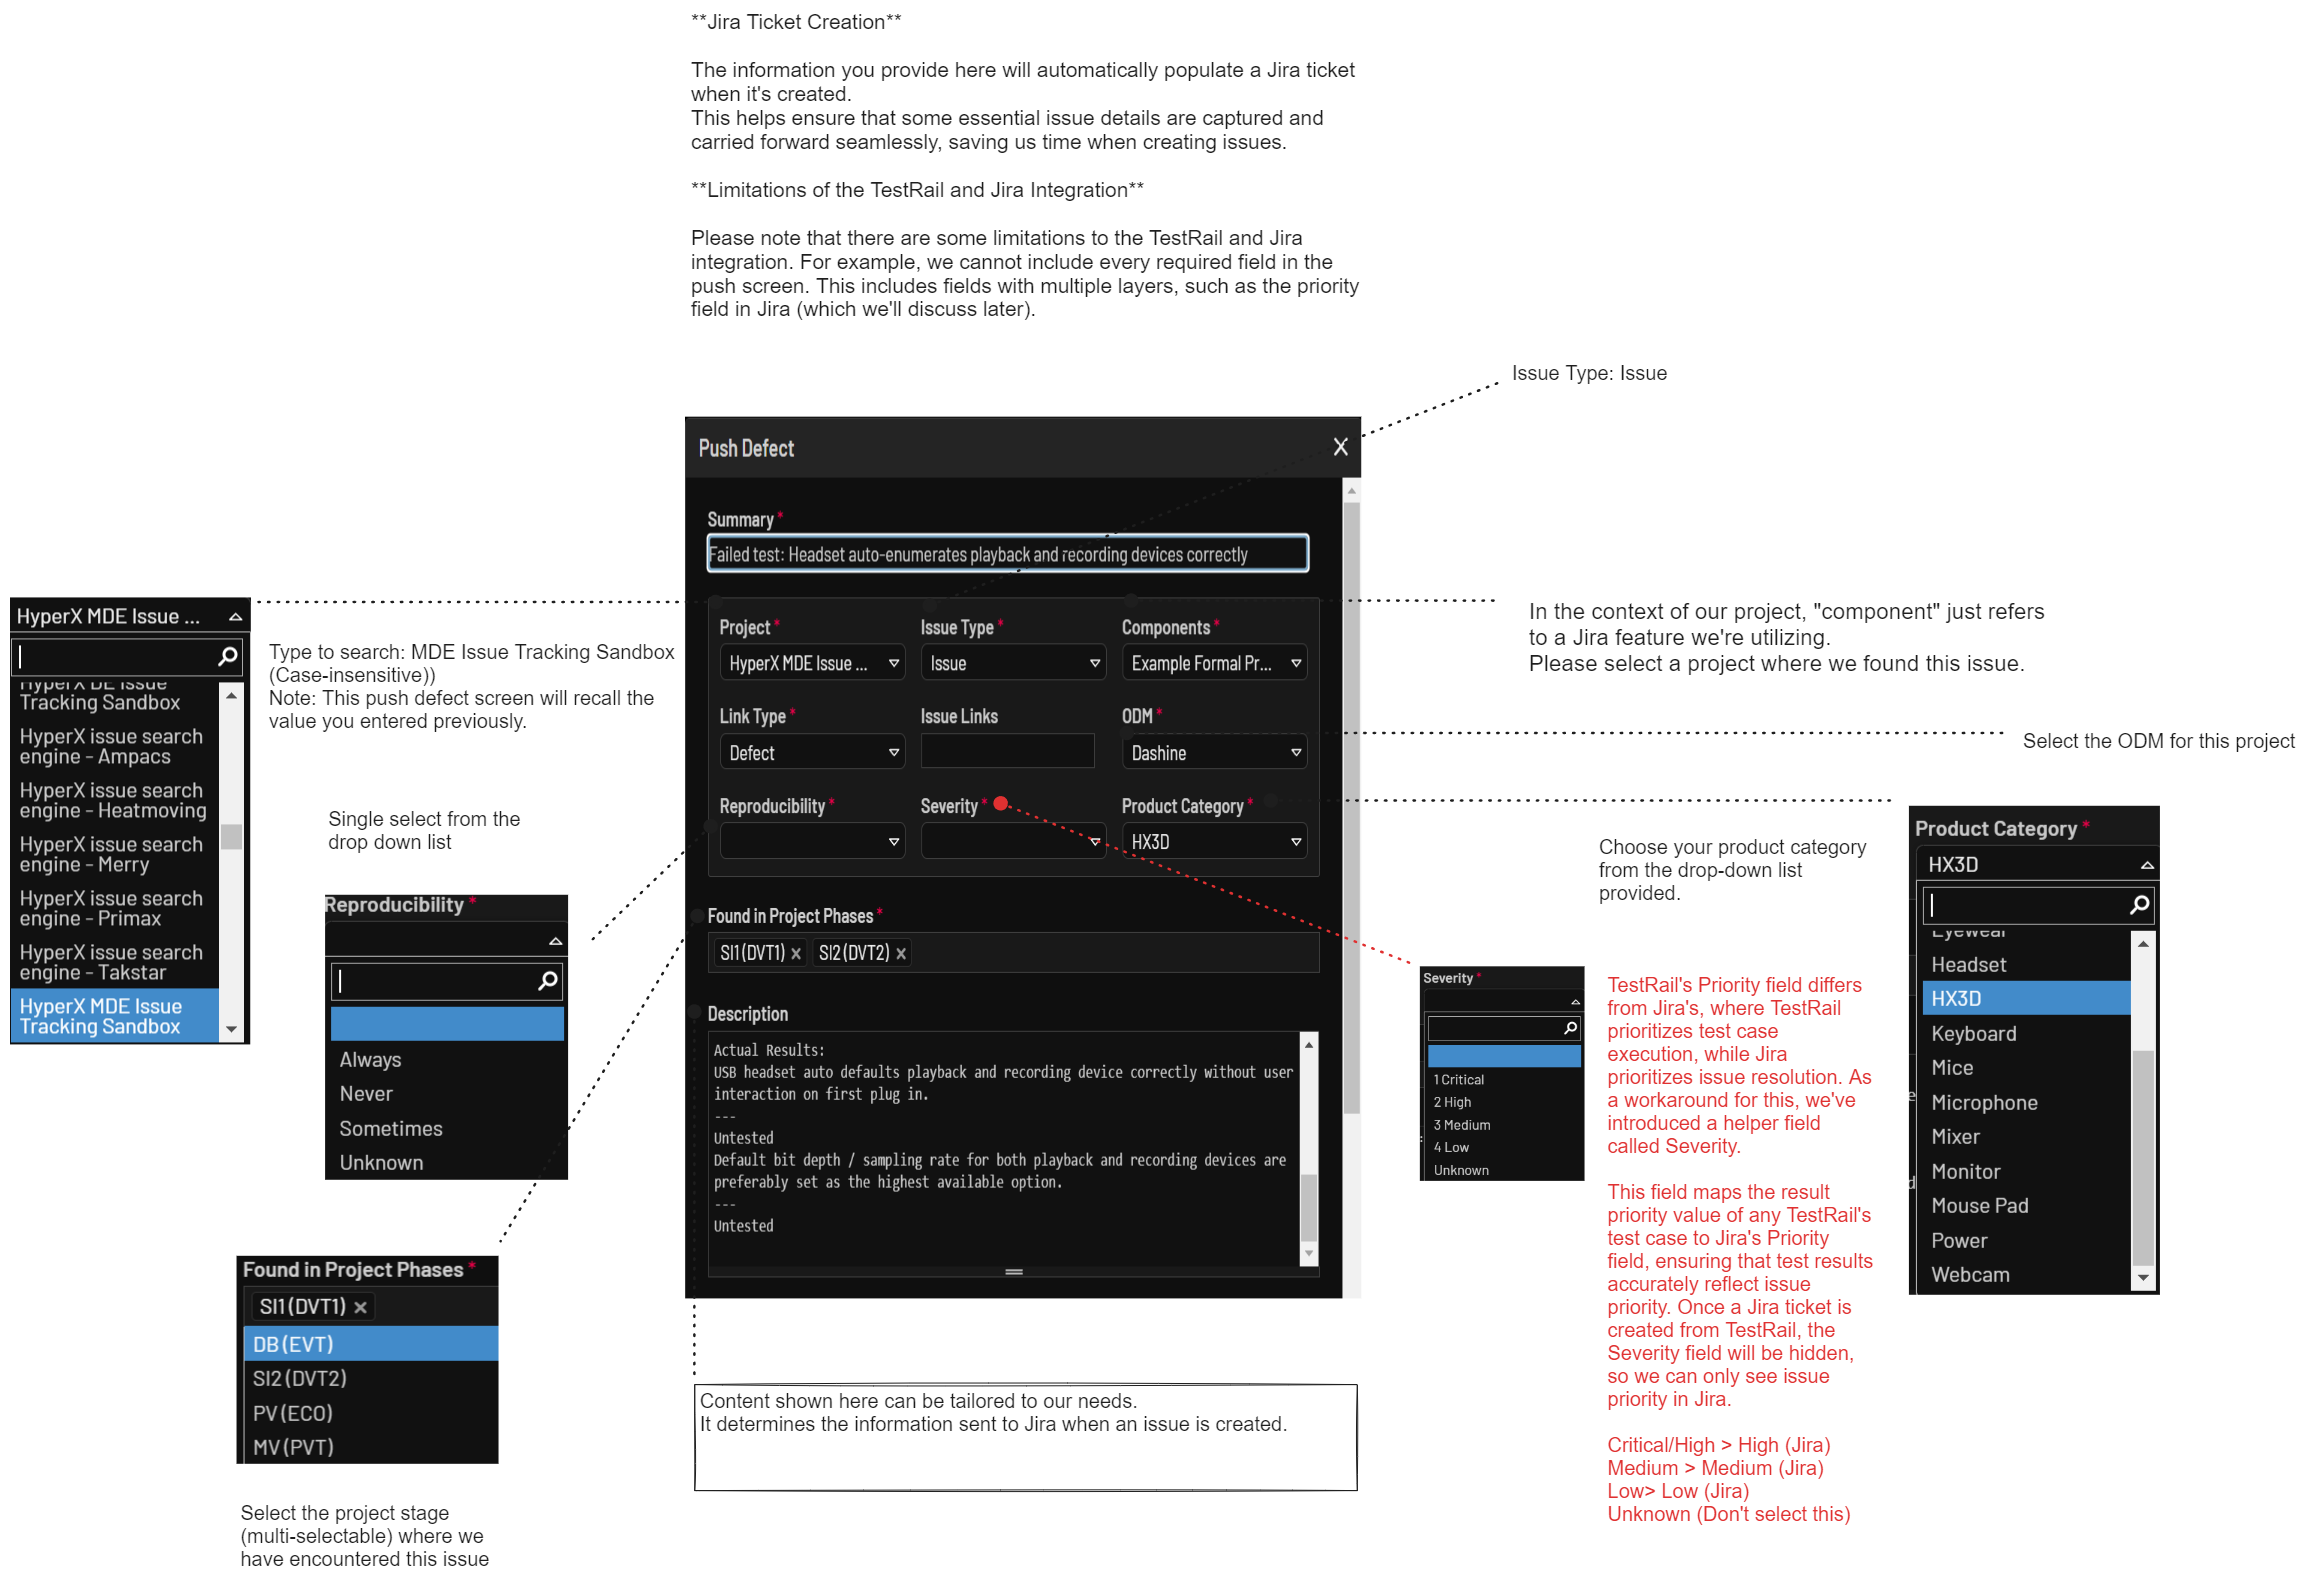 **Jira Ticket Creation**
The information you provide here will automatically populate a Jira ticket
when it's created.
This helps ensure that some essential issue details are captured and
carried forward seamlessly, saving us time when creating issues.
**Limitations of the TestRail and Jira Integration**
Please note that there are some limitations to the TestRail and Jira
integration. For example, we cannot include every required field in the
push screen. This includes fields with multiple layers, such as the priority
field in Jira (which we'll discuss later).
Issue Type: Issue
Push Defect
X
Summary *
Failed test: Headset auto-enumerates playback and recording devices correctly
Project *
Issue Type *
Components *
HyperX MDE Issue ...
Issue
Example Formal Pr...
Link Type *
Issue Links
ODM *
Defect
Dashine
Reproducibility *
Severity *
Product Category *
HX3D
Found in Project Phases *
SI1 (DVT1) ×
SI2 (DVT2) ×
Description
Actual Results:
USB headset auto defaults playback and recording device correctly without user
interaction on first plug in.
---
Untested
Default bit depth / sampling rate for both playback and recording devices are
preferably set as the highest available option.
---
Untested
HyperX MDE Issue ...
HyperX DE Issue
Tracking Sandbox
HyperX issue search
engine - Ampacs
HyperX issue search
engine - Heatmoving
HyperX issue search
engine - Merry
HyperX issue search
engine - Primax
HyperX issue search
engine - Takstar
HyperX MDE Issue
Tracking Sandbox
Type to search: MDE Issue Tracking Sandbox
(Case-insensitive))
Note: This push defect screen will recall the
value you entered previously.
Single select from the
drop down list
Reproducibility *
Always
Never
Sometimes
Unknown
Found in Project Phases *
SI1 (DVT1) ×
DB (EVT)
SI2 (DVT2)
PV (ECO)
MV (PVT)
Select the project stage
(multi-selectable) where we
have encountered this issue
Content shown here can be tailored to our needs.
It determines the information sent to Jira when an issue is created.
In the context of our project, "component" just refers
to a Jira feature we're utilizing.
Please select a project where we found this issue.
Select the ODM for this project
Choose your product category
from the drop-down list
provided.
Product Category *
HX3D
Eyewear
Headset
HX3D
Keyboard
Mice
Microphone
Mixer
Monitor
Mouse Pad
Power
Webcam
Severity *
1 Critical
2 High
3 Medium
4 Low
Unknown
TestRail's Priority field differs
from Jira's, where TestRail
prioritizes test case
execution, while Jira
prioritizes issue resolution. As
a workaround for this, we've
introduced a helper field
called Severity.
This field maps the result
priority value of any TestRail's
test case to Jira's Priority
field, ensuring that test results
accurately reflect issue
priority. Once a Jira ticket is
created from TestRail, the
Severity field will be hidden,
so we can only see issue
priority in Jira.
Critical/High > High (Jira)
Medium > Medium (Jira)
Low> Low (Jira)
Unknown (Don't select this)